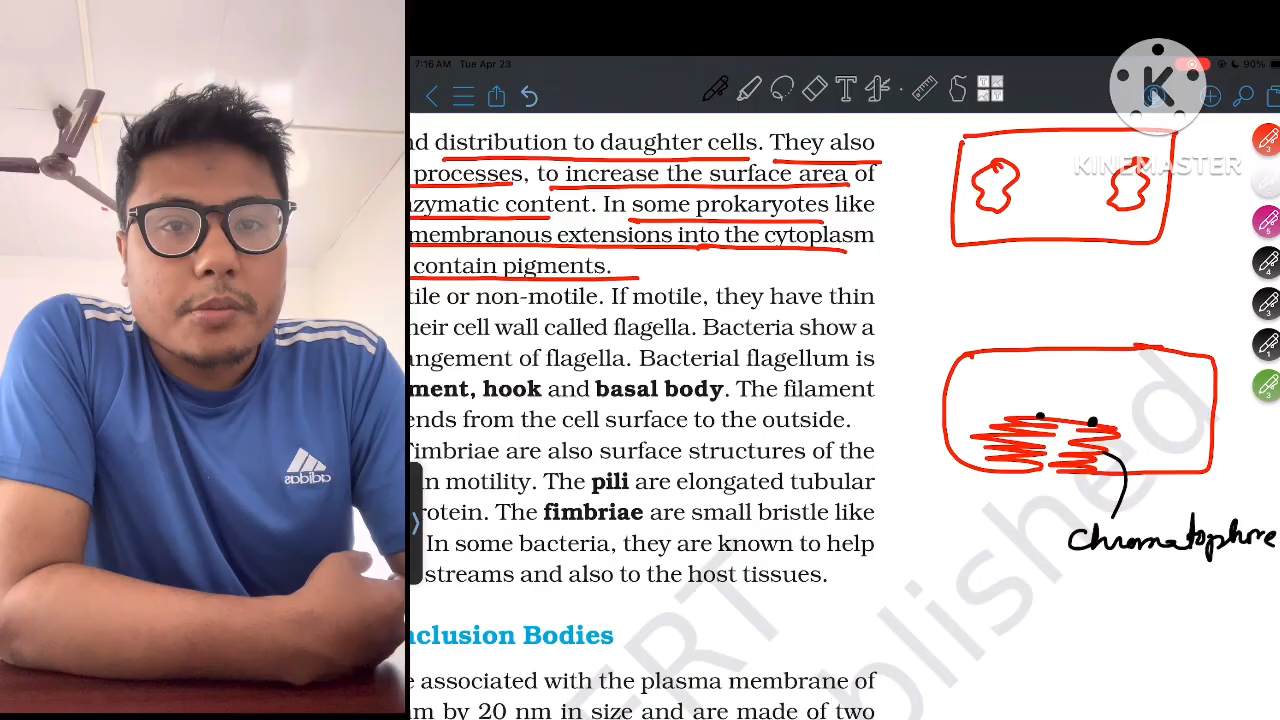 7:16 AM Tue Apr 23
90%
KINEMASTER
nd distribution to daughter cells. They also
processes, to increase the surface area of
nzymatic content. In some prokaryotes like
membranous extensions into the cytoplasm
contain pigments.
tile or non-motile. If motile, they have thin
heir cell wall called flagella. Bacteria show a
angement of flagella. Bacterial flagellum is
ment, hook and basal body. The filament
ends from the cell surface to the outside.
Fimbriae are also surface structures of the
in motility. The pili are elongated tubular
rotein. The fimbriae are small bristle like
In some bacteria, they are known to help
streams and also to the host tissues.
chromatophore
adidas
nclusion Bodies
e associated with the plasma membrane of
m by 20 nm in size and are made of two
ERT
blished